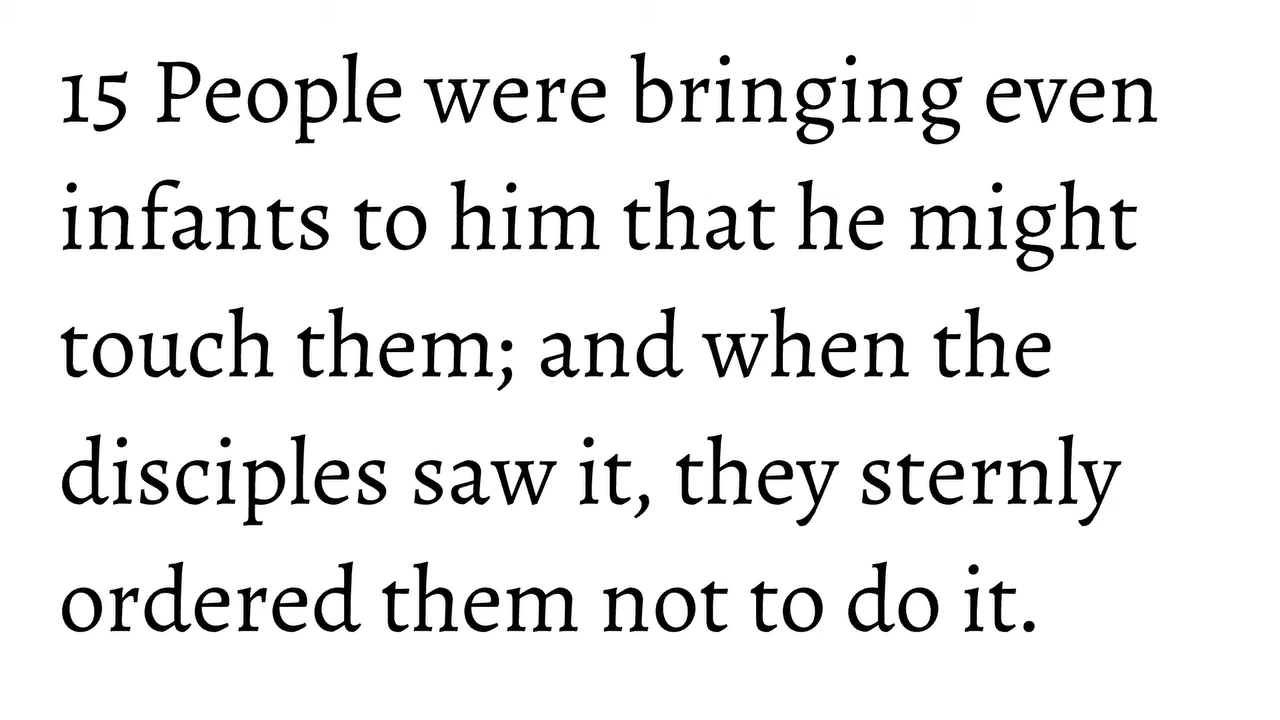 15 People were bringing even
infants to him that he might
touch them; and when the
disciples saw it, they sternly
ordered them not to do it.